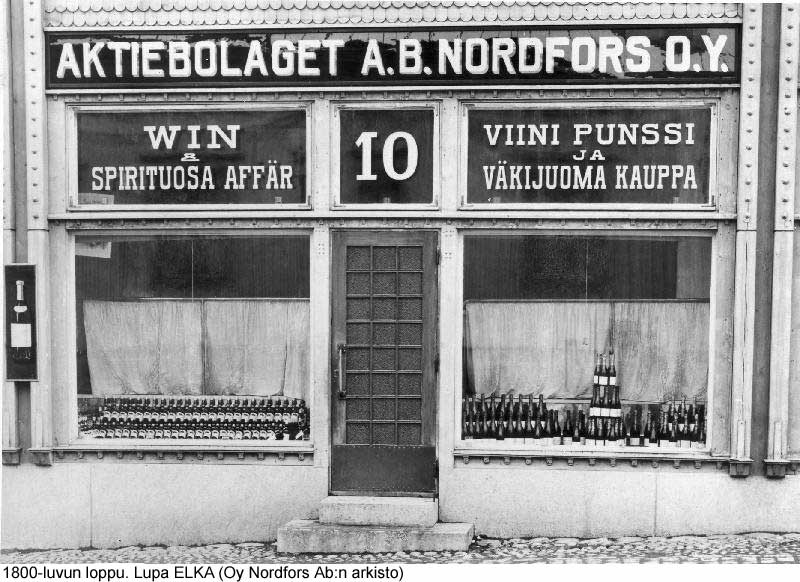 AKTIEBOLAGET A.B. NORDFORS O.Y.
WIN
&
SPIRITUOSA AFFÄR
10
VIINI PUNSSI
JA
VÄKIJUOMA KAUPPA
1800-luvun loppu. Lupa ELKA (Oy Nordfors Ab:n arkisto)